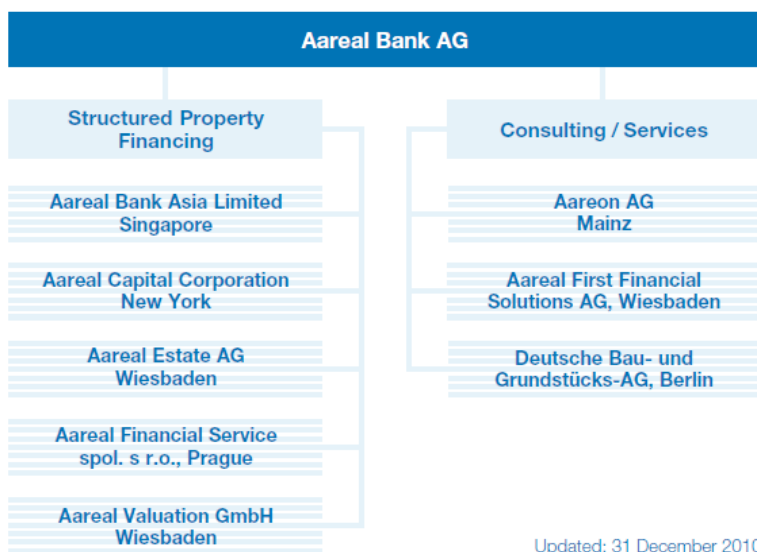 Aareal Bank AG
Structured Property
Financing
Aareal Bank Asia Limited
Singapore
Aareal Capital Corporation
New York
Aareal Estate AG
Wiesbaden
Aareal Financial Service
spol. s r.o., Prague
Aareal Valuation GmbH
Wiesbaden
Consulting / Services
Aareon AG
Mainz
Aareal First Financial
Solutions AG, Wiesbaden
Deutsche Bau- und
Grundstücks-AG, Berlin
Updated: 31 December 2010